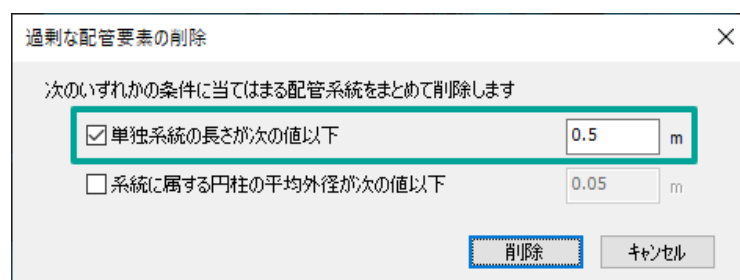 過剰な配管要素の削除
次のいずれかの条件に当てはまる配管系統をまとめて削除します
単独系統の長さが次の値以下 0.5 m
系統に属する円柱の平均外径が次の値以下 0.05 m
削除 キャンセル